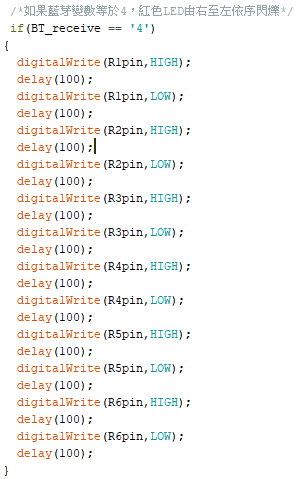 /*如果藍芽變數等於4，紅色LED由右至左依序閃爍*/
if(BT_receive == '4')
{
digitalWrite(R1pin,HIGH);
delay(100);
digitalWrite(R1pin,LOW);
delay(100);
digitalWrite(R2pin,HIGH);
delay(100);
digitalWrite(R2pin,LOW);
delay(100);
digitalWrite(R3pin,HIGH);
delay(100);
digitalWrite(R3pin,LOW);
delay(100);
digitalWrite(R4pin,HIGH);
delay(100);
digitalWrite(R4pin,LOW);
delay(100);
digitalWrite(R5pin,HIGH);
delay(100);
digitalWrite(R5pin,LOW);
delay(100);
digitalWrite(R6pin,HIGH);
delay(100);
digitalWrite(R6pin,LOW);
delay(100);
}